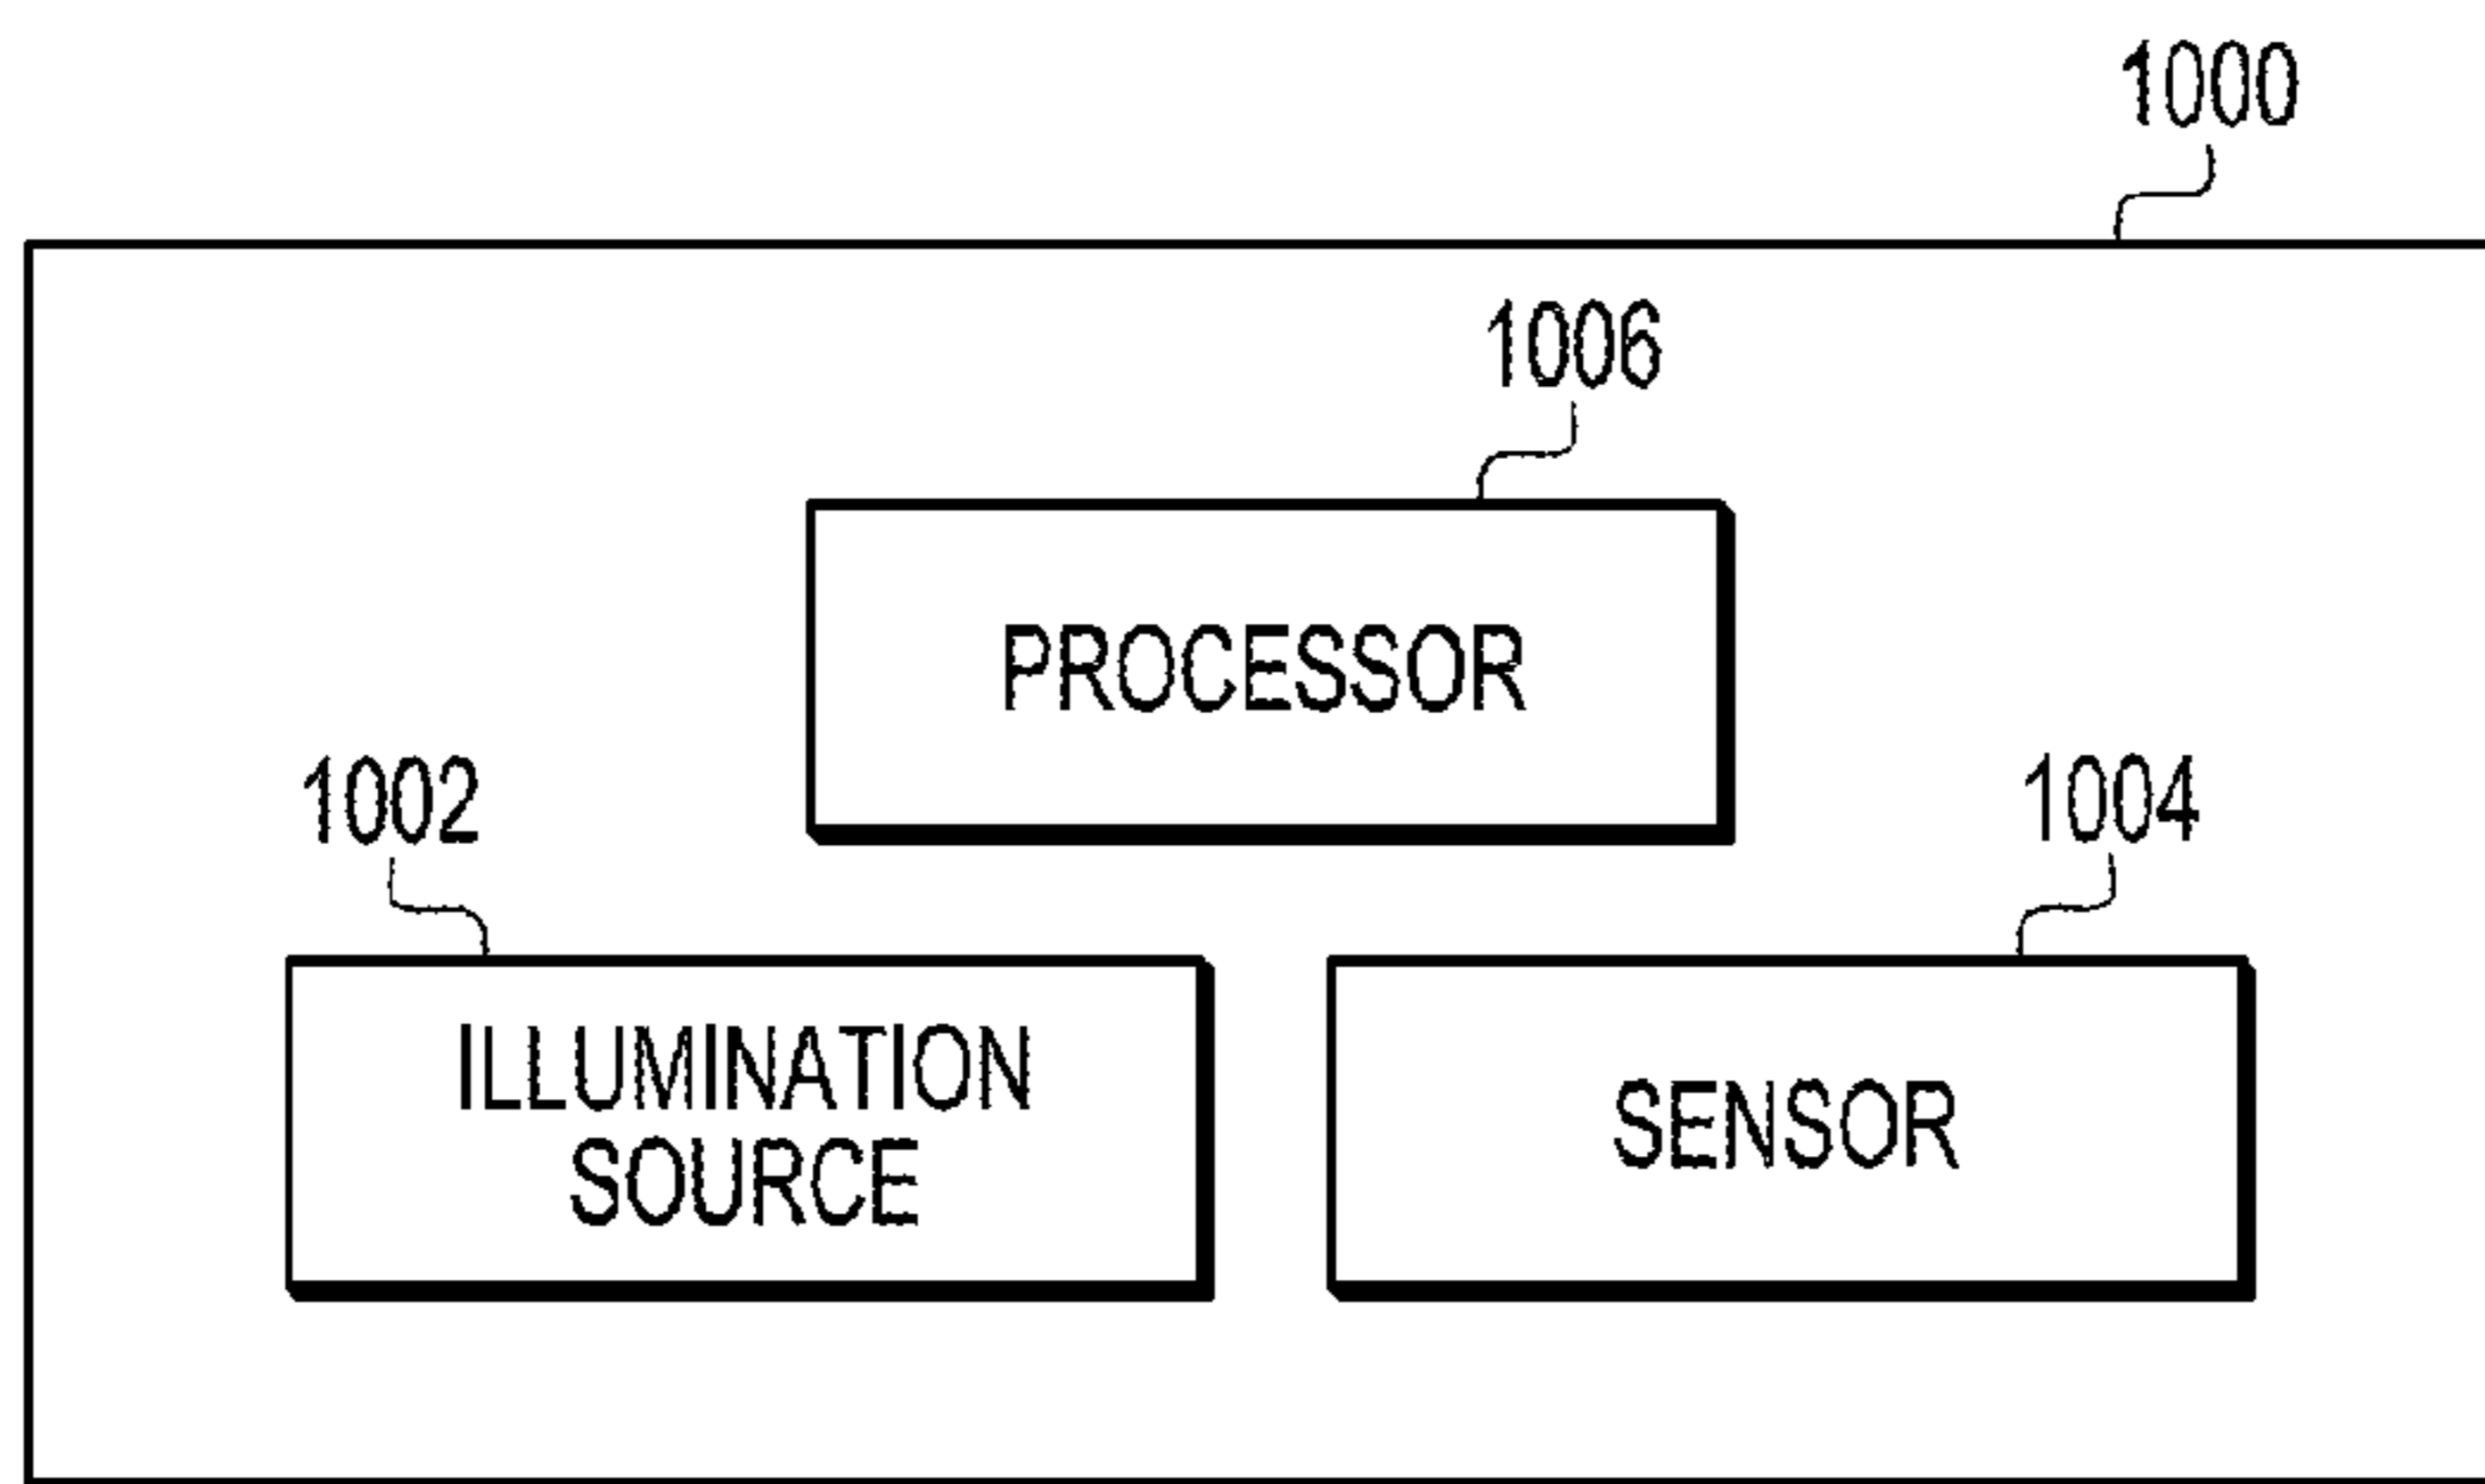 1000
1006
PROCESSOR
1002
1004
ILLUMINATION
SOURCE
SENSOR